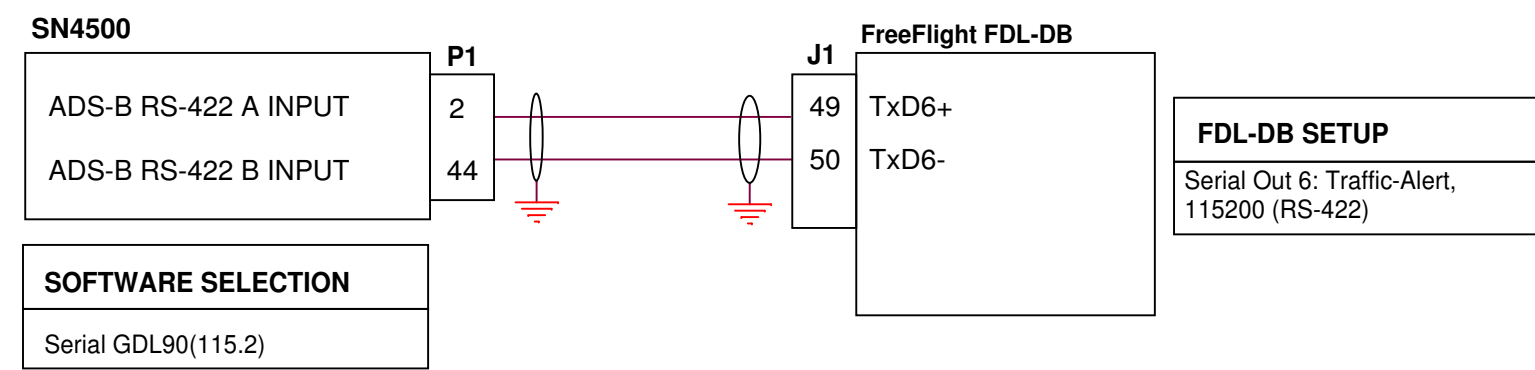 SN4500
P1
ADS-B RS-422 A INPUT
2
ADS-B RS-422 B INPUT
44
J1
FreeFlight FDL-DB
49
TxD6+
50
TxD6-
FDL-DB SETUP
Serial Out 6: Traffic-Alert,
115200 (RS-422)
SOFTWARE SELECTION
Serial GDL90(115.2)